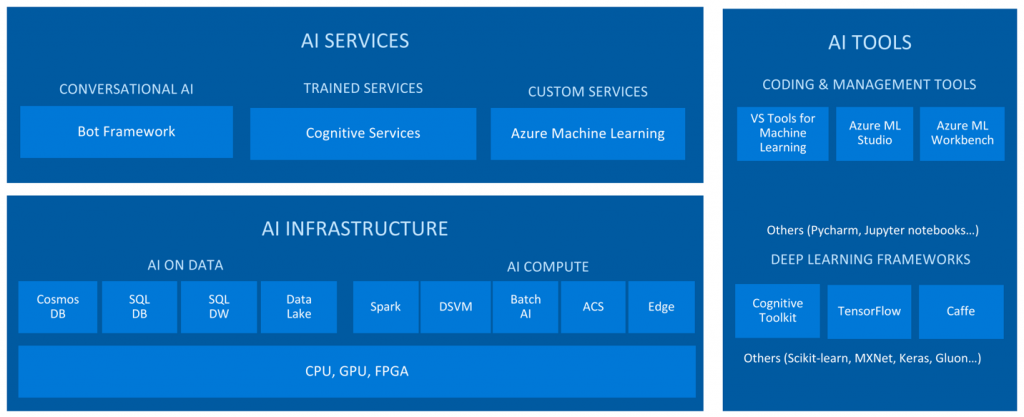 AI SERVICES
CONVERSATIONAL AI
Bot Framework
TRAINED SERVICES
Cognitive Services
CUSTOM SERVICES
Azure Machine Learning
AI INFRASTRUCTURE
AI ON DATA
Cosmos
DB
SQL
DB
SQL
DW
Data
Lake
AI COMPUTE
Spark
DSVM
Batch
AI
ACS
Edge
CPU, GPU, FPGA
AI TOOLS
CODING & MANAGEMENT TOOLS
VS Tools for
Machine
Learning
Azure ML
Studio
Azure ML
Workbench
Others (Pycharm, Jupyter notebooks…)
DEEP LEARNING FRAMEWORKS
Cognitive
Toolkit
TensorFlow
Caffe
Others (Scikit-learn, MXNet, Keras, Gluon…)